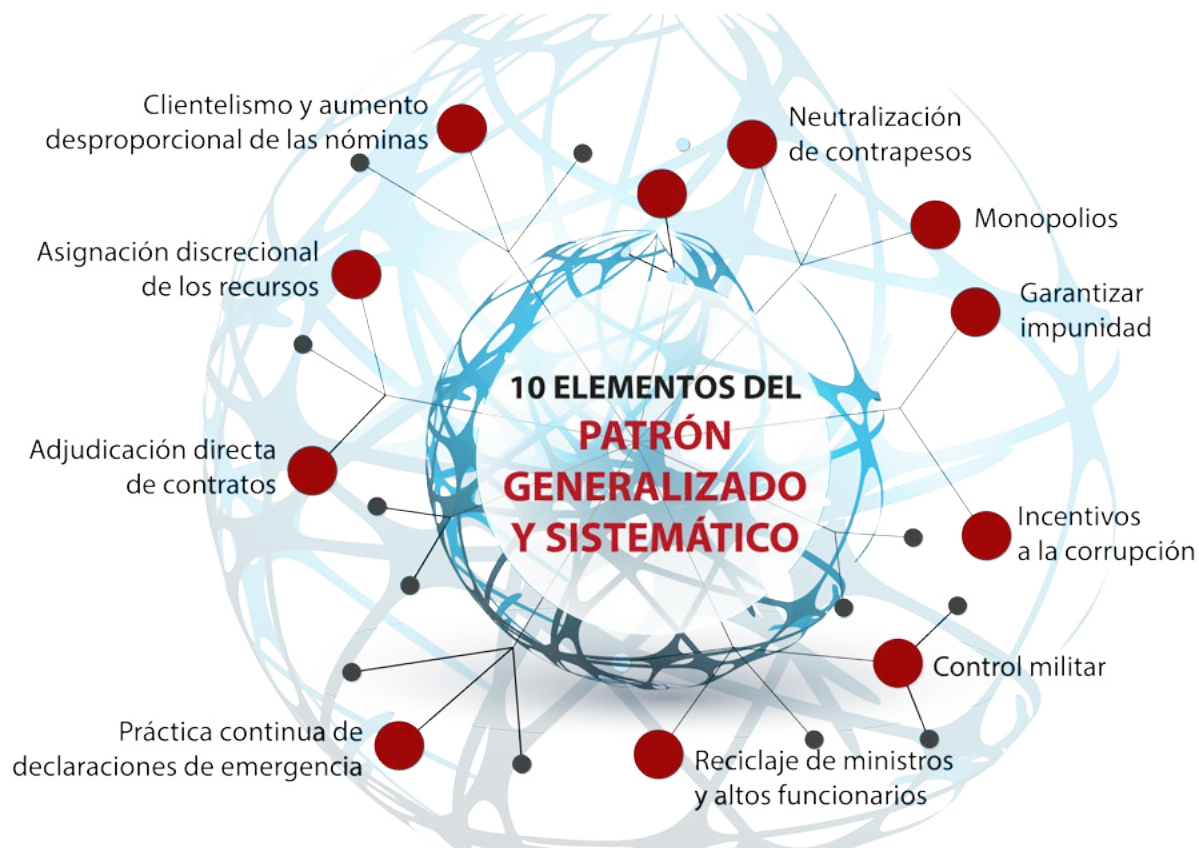 10 ELEMENTOS DEL
PATRÓN
GENERALIZADO
Y SISTEMÁTICO
Clientelismo y aumento
desproporcional de las nóminas
Neutralización
de contrapesos
Monopolios
Asignación discrecional
de los recursos
Garantizar
impunidad
Adjudicación directa
de contratos
Incentivos
a la corrupción
Control militar
Práctica continua de
declaraciones de emergencia
Reciclaje de ministros
y altos funcionarios